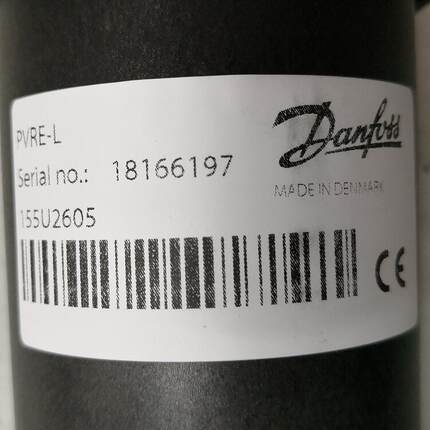 PVRE-L
Serial no.: 18166197
Danfoss
MADE IN DENMARK
155U2605
CE